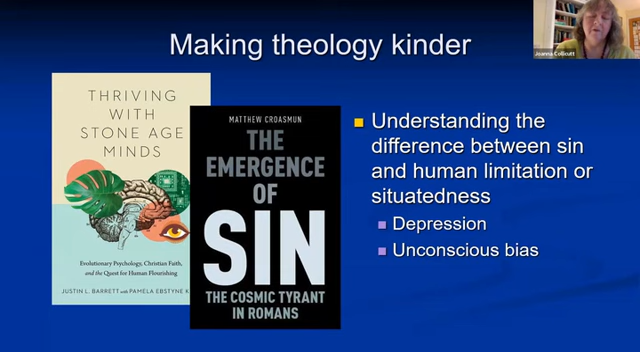 Making theology kinder
Joanna Collicutt
THRIVING
WITH
STONE AGE
MINDS
Evolutionary Psychology, Christian Faith,
and the Quest for Human Flourishing
JUSTIN L. BARRETT with PAMELA EBSTYNE K
MATTHEW CROASMUN
THE
EMERGENCE
OF
SIN
THE COSMIC TYRANT
IN ROMANS
Understanding the
difference between sin
and human limitation or
situatedness
Depression
Unconscious bias